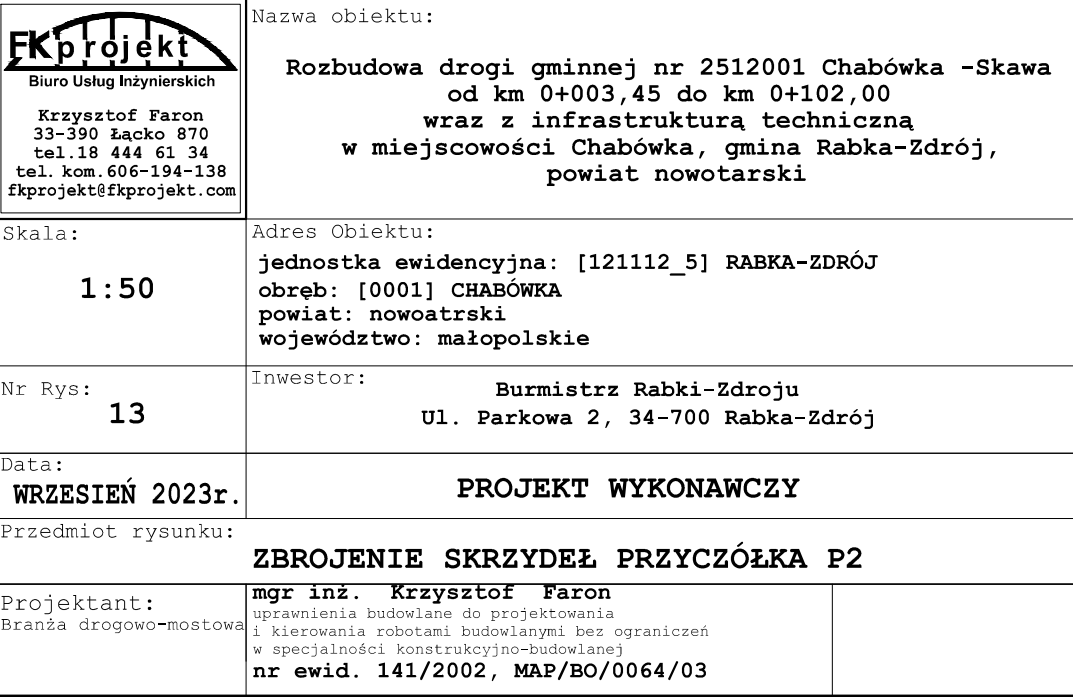 FKprojekt
Biuro Usług Inżynierskich
Krzysztof Faron
33-390 Łącko 870
tel.18 444 61 34
tel. kom.606-194-138
fkprojekt@fkprojekt.com
Nazwa obiektu:
Rozbudowa drogi gminnej nr 2512001 Chabówka -Skawa
od km 0+003,45 do km 0+102,00
wraz z infrastrukturą techniczną
w miejscowości Chabówka, gmina Rabka-Zdrój,
powiat nowotarski
Skala:
1:50
Adres Obiektu:
jednostka ewidencyjna: [121112_5] RABKA-ZDRÓJ
obręb: [0001] CHABÓWKA
powiat: nowoatrski
województwo: małopolskie
Nr Rys:
13
Inwestor:
Burmistrz Rabki-Zdroju
Ul. Parkowa 2, 34-700 Rabka-Zdrój
Data:
WRZESIEŃ 2023r.
PROJEKT WYKONAWCZY
Przedmiot rysunku:
ZBROJENIE SKRZYDEŁ PRZYCZÓŁKA P2
Projektant:
Branża drogowo-mostowa
mgr inż. Krzysztof Faron
uprawnienia budowlane do projektowania
i kierowania robotami budowlanymi bez ograniczeń
w specjalności konstrukcyjno-budowlanej
nr ewid. 141/2002, MAP/BO/0064/03